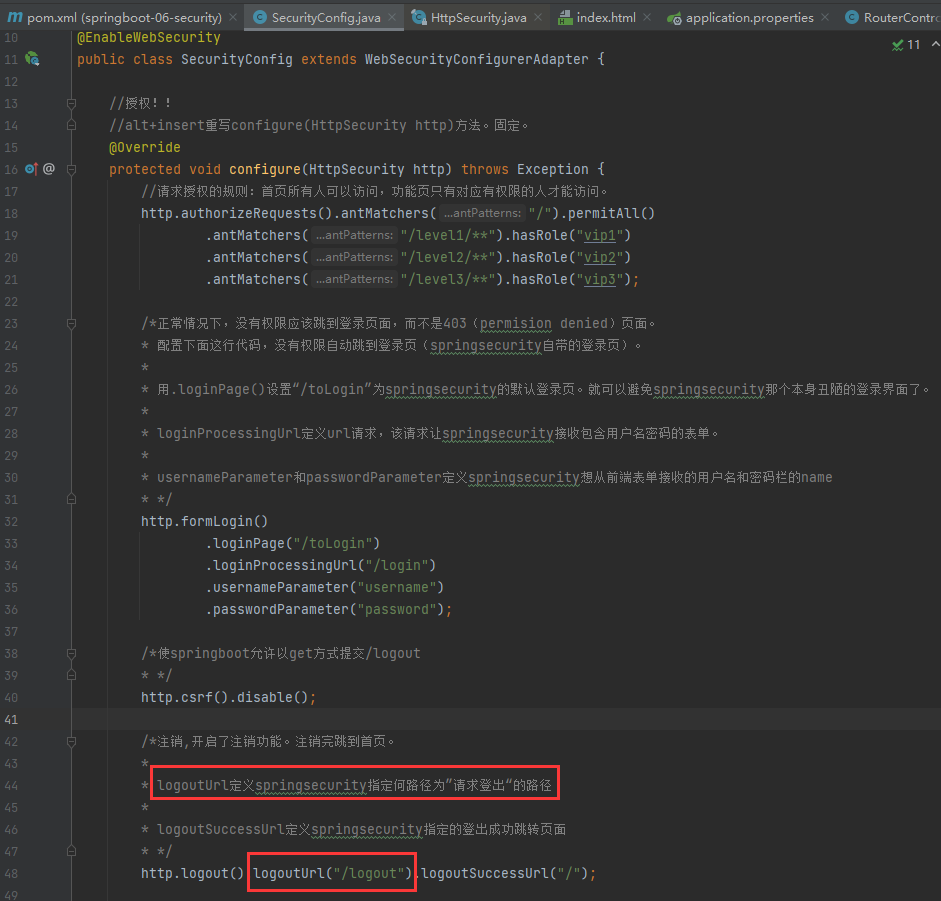 pom.xml (springboot-06-security) SecurityConfig.java HttpSecurity.java index.html application.properties RouterContro
10 @EnableWebSecurity
11 public class SecurityConfig extends WebSecurityConfigurerAdapter { 11
12
13 //授权！！
14 //alt+insert重写configure(HttpSecurity http)方法。固定。
15 @Override
16 @ protected void configure(HttpSecurity http) throws Exception {
17 //请求授权的规则：首页所有人可以访问，功能页只有对应有权限的人才能访问。
18 http.authorizeRequests().antMatchers( ...antPatterns: "/").permitAll()
19 .antMatchers( ...antPatterns: "/level1/**").hasRole("vip1")
20 .antMatchers( ...antPatterns: "/level2/**").hasRole("vip2")
21 .antMatchers( ...antPatterns: "/level3/**").hasRole("vip3");
22
23 /*正常情况下，没有权限应该跳到登录页面，而不是403（permision denied）页面。
24 * 配置下面这行代码，没有权限自动跳到登录页（springsecurity自带的登录页）。
25 *
26 * 用.loginPage()设置“/toLogin”为springsecurity的默认登录页。就可以避免springsecurity那个本身丑陋的登录界面了。
27 *
28 * loginProcessingUrl定义url请求，该请求让springsecurity接收包含用户名密码的表单。
29 *
30 * usernameParameter和passwordParameter定义springsecurity想从前端表单接收的用户名和密码栏的name
31 * */
32 http.formLogin()
33 .loginPage("/toLogin")
34 .loginProcessingUrl("/login")
35 .usernameParameter("username")
36 .passwordParameter("password");
37
38 /*使springboot允许以get方式提交/logout
39 * */
40 http.csrf().disable();
41
42 /*注销,开启了注销功能。注销完跳到首页。
43 *
44 * logoutUrl定义springsecurity指定何路径为”请求登出“的路径
45 *
46 * logoutSuccessUrl定义springsecurity指定的登出成功跳转页面
47 * */
48 http.logout().logoutUrl("/logout").logoutSuccessUrl("/");
49